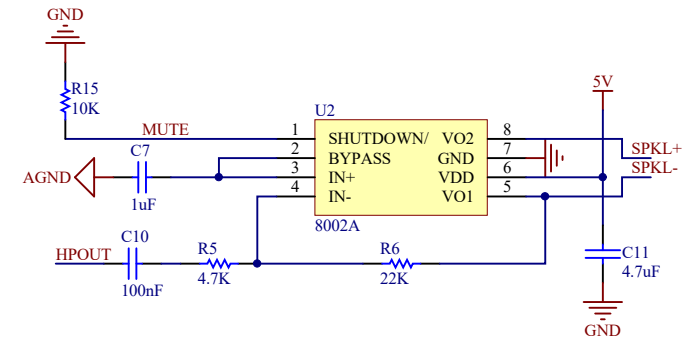 GND
R15
10K
MUTE
U2
5V
1
SHUTDOWN/
VO2
8
2
BYPASS
GND
7
3
IN+
VDD
6
4
IN-
VO1
5
8002A
SPKL+
SPKL-
C7
AGND
1uF
HPOUT
C10
100nF
R5
4.7K
R6
22K
C11
4.7uF
GND